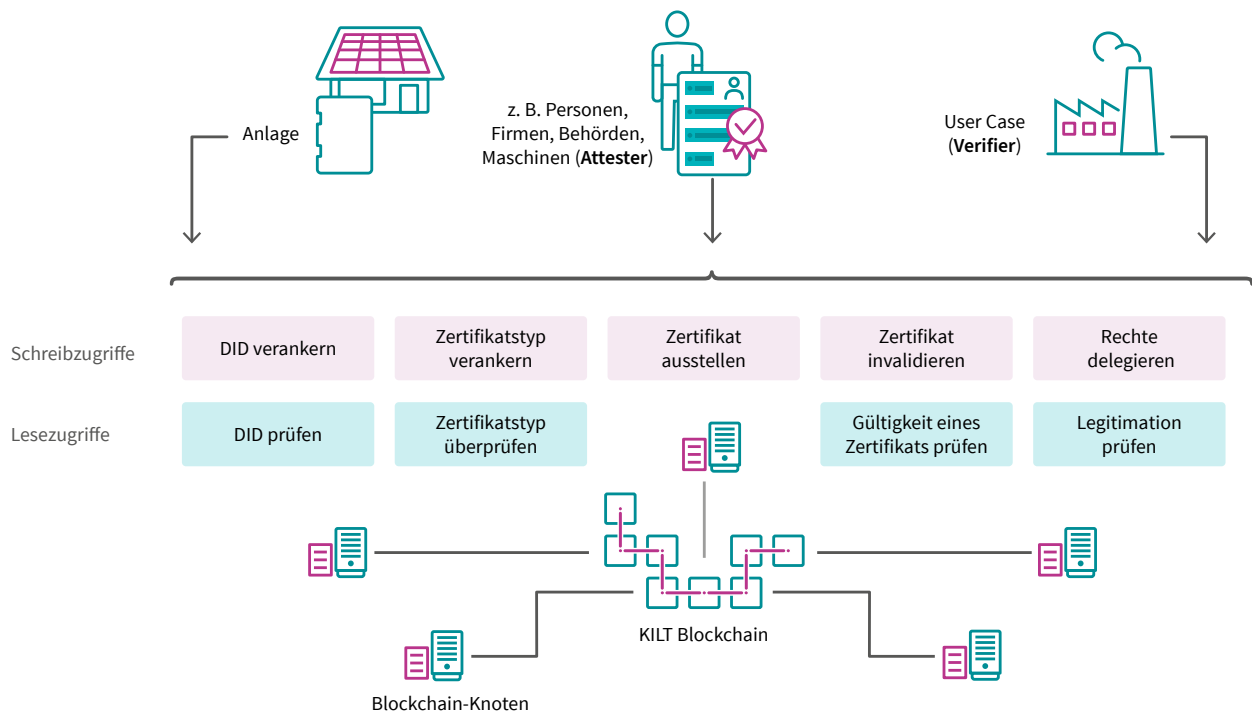 Anlage
z. B. Personen,
Firmen, Behörden,
Maschinen (Attester)
User Case
(Verifier)
Schreibzugriffe
DID verankern
Zertifikatstyp
verankern
Zertifikat
ausstellen
Zertifikat
invalidieren
Rechte
delegieren
Lesezugriffe
DID prüfen
Zertifikatstyp
überprüfen
Gültigkeit eines
Zertifikats prüfen
Legitimation
prüfen
KILT Blockchain
Blockchain-Knoten